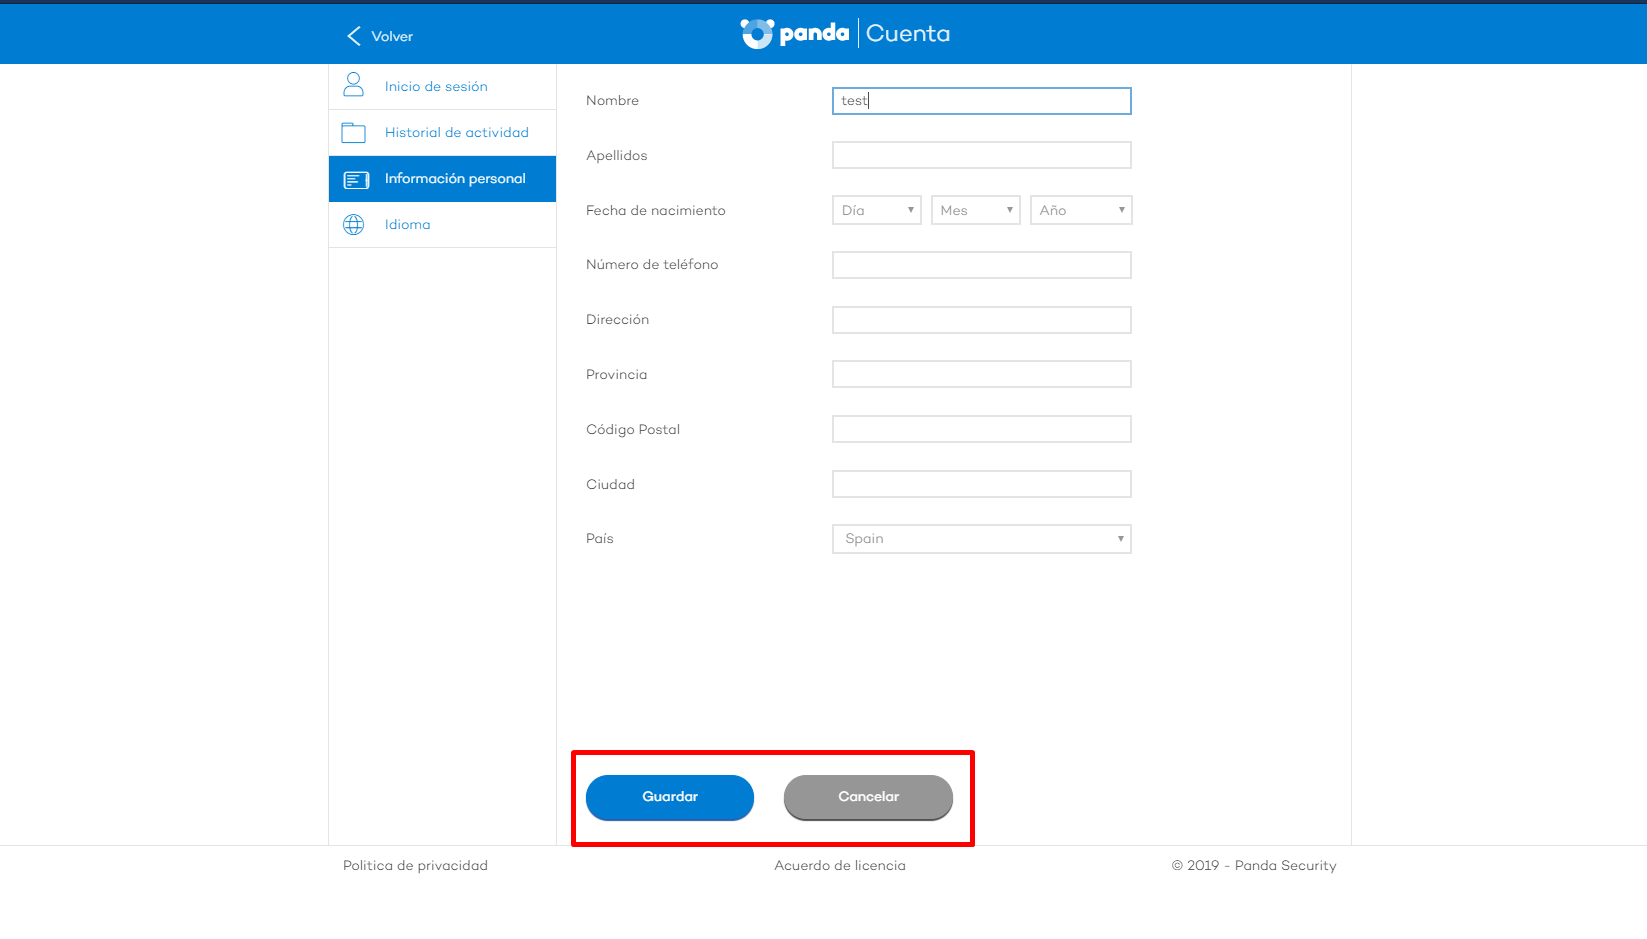 Volver
panda Cuenta
Inicio de sesión
Historial de actividad
Información personal
Idioma
Nombre test
Apellidos
Fecha de nacimiento Día Mes Año
Número de teléfono
Dirección
Provincia
Código Postal
Ciudad
País Spain
Guardar Cancelar
Politica de privacidad Acuerdo de licencia © 2019 - Panda Security